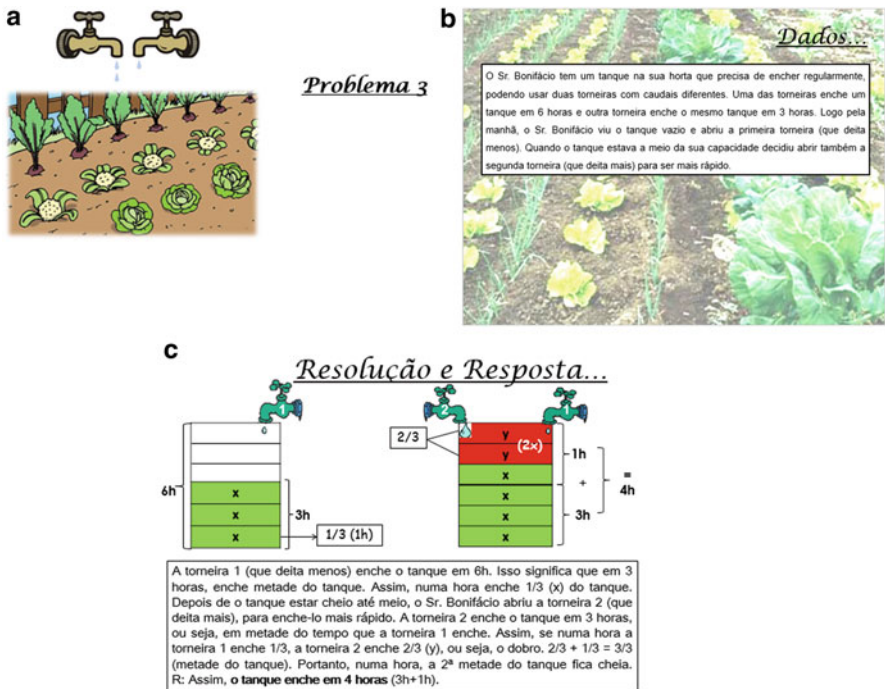 a
Problema 3
b
Dados...
O Sr. Bonifácio tem um tanque na sua horta que precisa de encher regularmente,
podendo usar duas torneiras com caudais diferentes. Uma das torneiras enche um
tanque em 6 horas e outra torneira enche o mesmo tanque em 3 horas. Logo pela
manhã, o Sr. Bonifácio viu o tanque vazio e abriu a primeira torneira (que deita
menos). Quando o tanque estava a meio da sua capacidade decidiu abrir também a
segunda torneira (que deita mais) para ser mais rápido.
c
Resolução e Resposta...
1
6h
x
x
x
3h
1/3 (1h)
2
1
2/3
y
y
(2x)
x
x
x
x
1h
+
3h
=
4h
A torneira 1 (que deita menos) enche o tanque em 6h. Isso significa que em 3
horas, enche metade do tanque. Assim, numa hora enche 1/3 (x) do tanque.
Depois de o tanque estar cheio até meio, o Sr. Bonifácio abriu a torneira 2 (que
deita mais), para enche-lo mais rápido. A torneira 2 enche o tanque em 3 horas,
ou seja, em metade do tempo que a torneira 1 enche. Assim, se numa hora a
torneira 1 enche 1/3, a torneira 2 enche 2/3 (y), ou seja, o dobro. 2/3 + 1/3 = 3/3
(metade do tanque). Portanto, numa hora, a 2ª metade do tanque fica cheia.
R: Assim, o tanque enche em 4 horas (3h+1h).